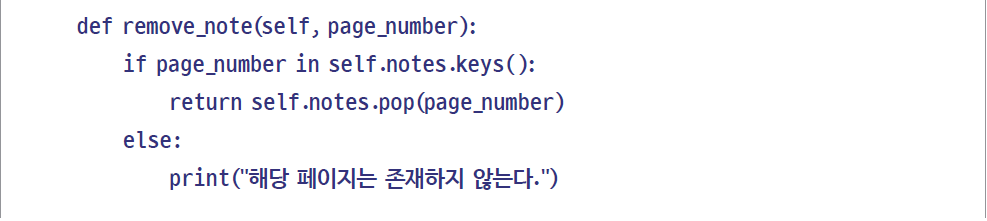 def remove_note(self, page_number):
    if page_number in self.notes.keys():
        return self.notes.pop(page_number)
    else:
        print("해당 페이지는 존재하지 않는다.")